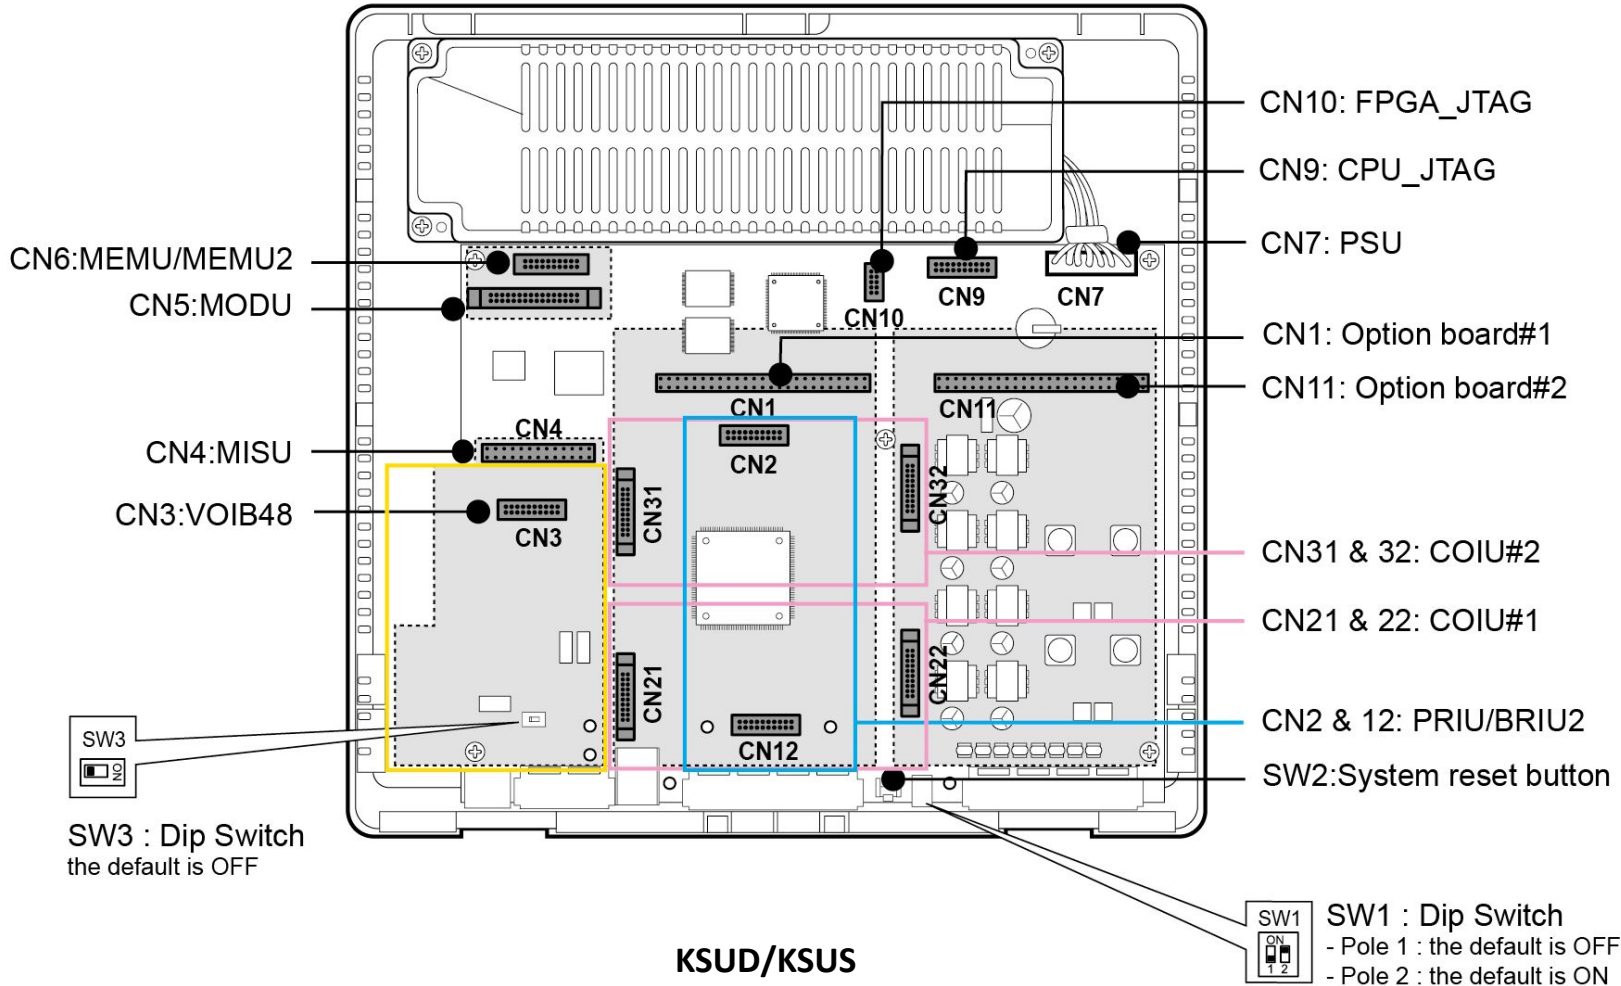 CN10: FPGA_JTAG
CN9: CPU_JTAG
CN6:MEMU/MEMU2
CN7: PSU
CN5:MODU
CN10
CN9
CN7
CN1: Option board#1
CN11: Option board#2
CN1
CN11
CN4
CN4:MISU
CN2
CN31
CN32
CN3:VOIB48
CN3
CN31 & 32: COIU#2
CN21 & 22: COIU#1
CN21
CN22
CN2 & 12: PRIU/BRIU2
CN12
SW3
ON
SW2:System reset button
SW3 : Dip Switch
the default is OFF
SW1
ON
1 2
SW1 : Dip Switch
- Pole 1 : the default is OFF
- Pole 2 : the default is ON
KSUD/KSUS